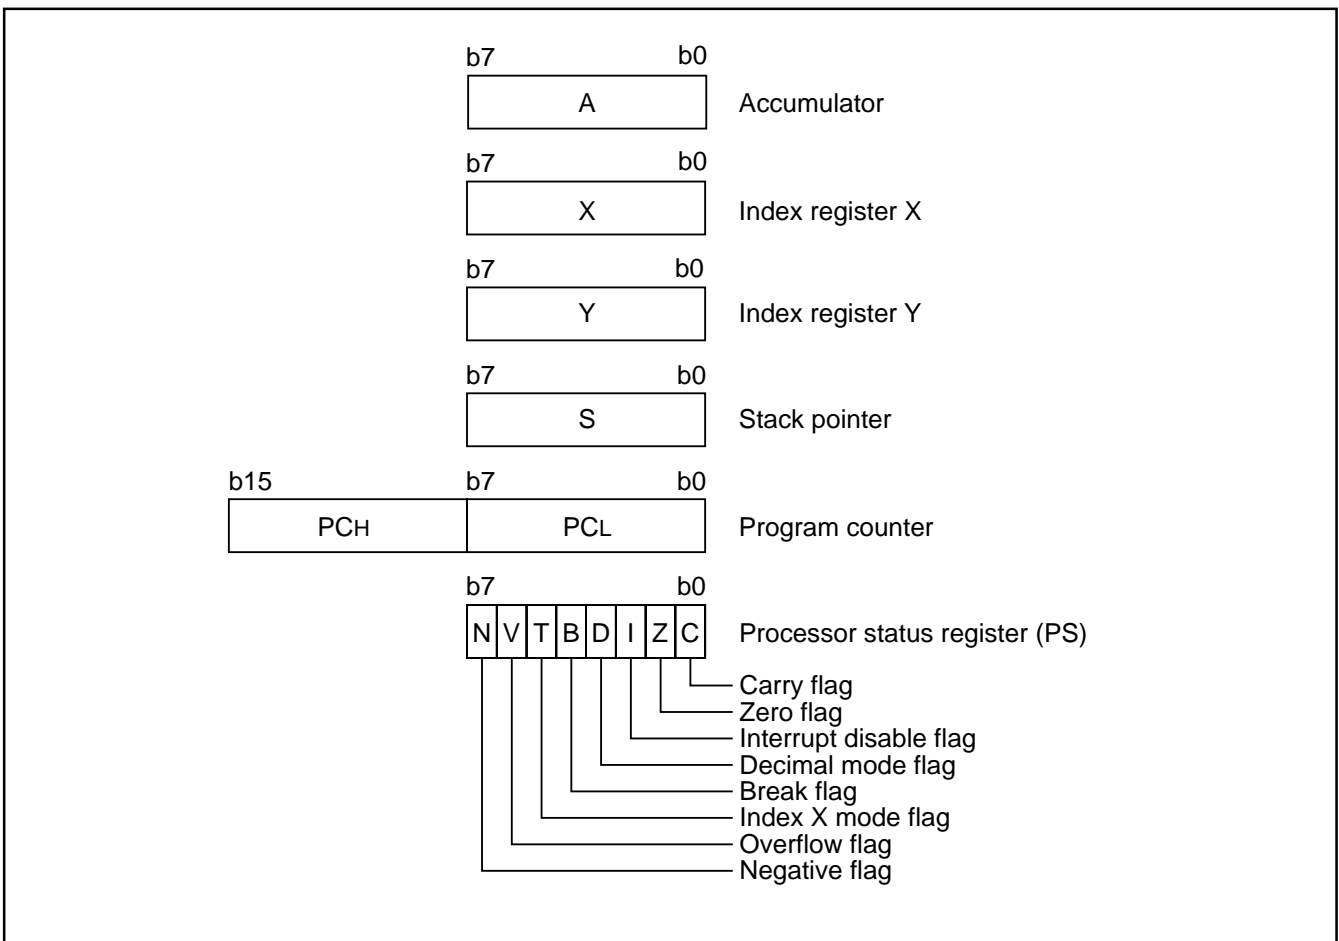 b7 b0
A Accumulator
b7 b0
X Index register X
b7 b0
Y Index register Y
b7 b0
S Stack pointer
b15 b7 b0
PCH PCL Program counter
b7 b0
N V T B D I Z C Processor status register (PS)
Carry flag
Zero flag
Interrupt disable flag
Decimal mode flag
Break flag
Index X mode flag
Overflow flag
Negative flag